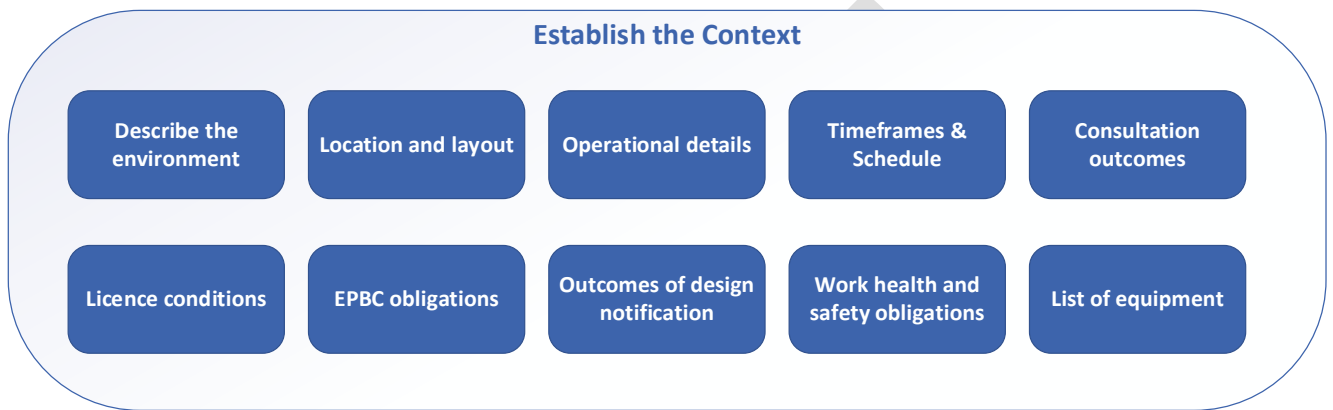 Establish the Context
Describe the
environment
Location and layout
Operational details
Timeframes &
Schedule
Consultation
outcomes
Licence conditions
EPBC obligations
Outcomes of design
notification
Work health and
safety obligations
List of equipment